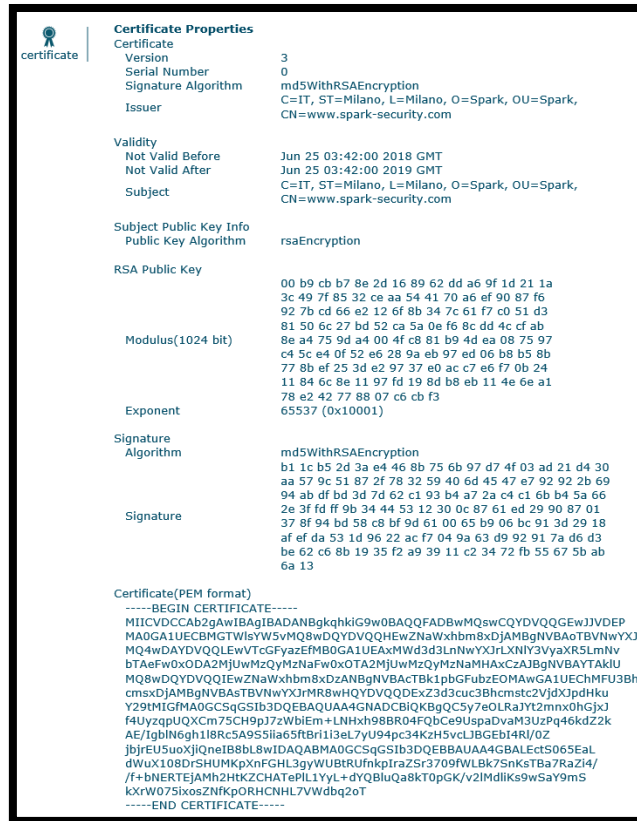 certificate
Certificate Properties
Certificate
Version 3
Serial Number 0
Signature Algorithm md5WithRSAEncryption
Issuer C=IT, ST=Milano, L=Milano, O=Spark, OU=Spark,
CN=www.spark-security.com
Validity
Not Valid Before Jun 25 03:42:00 2018 GMT
Not Valid After Jun 25 03:42:00 2019 GMT
Subject C=IT, ST=Milano, L=Milano, O=Spark, OU=Spark,
CN=www.spark-security.com
Subject Public Key Info
Public Key Algorithm rsaEncryption
RSA Public Key
Modulus(1024 bit)
00 b9 cb b7 8e 2d 16 89 62 dd a6 9f 1d 21 1a
3c 49 7f 85 32 ce aa 54 41 70 a6 ef 90 87 f6
92 7b cd 66 e2 12 6f 8b 34 7c 61 f7 c0 51 d3
81 50 6c 27 bd 52 ca 5a 0e f6 8c dd 4c cf ab
8e a4 75 9d a4 00 4f c8 81 b9 4d ea 08 75 97
c4 5c e4 0f 52 e6 28 9a eb 97 ed 06 b8 b5 8b
77 8b ef 25 3d e2 97 37 e0 ac c7 e6 f7 0b 24
11 84 6c 8e 11 97 fd 19 8d b8 eb 11 4e 6e a1
78 e2 42 77 88 07 c6 cb f3
Exponent 65537 (0x10001)
Signature
Algorithm md5WithRSAEncryption
Signature
b1 1c b5 2d 3a e4 46 8b 75 6b 97 d7 4f 03 ad 21 d4 30
aa 57 9c 51 87 2f 78 32 59 40 6d 45 47 e7 92 92 2b 69
94 ab df bd 3d 7d 62 c1 93 b4 a7 2a c4 c1 6b b4 5a 66
2e 3f fd ff 9b 34 44 53 12 30 0c 87 61 ed 29 90 87 01
37 8f 94 bd 58 c8 bf 9d 61 00 65 b9 06 bc 91 3d 29 18
af ef da 53 1d 96 22 ac f7 04 9a 63 d9 92 91 7a d6 d3
be 62 c6 8b 19 35 f2 a9 39 11 c2 34 72 fb 55 67 5b ab
6a 13
Certificate(PEM format)
-----BEGIN CERTIFICATE-----
MIICVDCCAb2gAwIBAgIBADANBgkqhkiG9w0BAQQFADBwMQswCQYDVQQGEwJJVDEP
MA0GA1UECBMGTWlsYW5vMQ8wDQYDVQQHEwZNaWxhbm8xDjAMBgNVBAoTBVNwYXJ
MQ4wDAYDVQQLEwVTcGFyazEfMB0GA1UEAxMWd3d3LnNwYXJrLXNlY3VyaXR5LmNv
bTAeFw0xODA2MjUwMzQyMzNaFw0xOTA2MjUwMzQyMzNaMHAxCzAJBgNVBAYTAklU
MQ8wDQYDVQQIEwZNaWxhbm8xDzANBgNVBAcTBk1pbGFubzEOMAwGA1UEChMFU3Bh
cmsxDjAMBgNVBAsTBVNwYXJrMR8wHQYDVQQDExZ3d3cuc3Bhcmstc2VjdXJpdHku
Y29tMIGfMA0GCSqGSIb3DQEBAQUAA4GNADCBiQKBgQC5y7eOLRaJYt2mnx0hGjxJ
f4UyzqpUQXCm75CH9pJ7zWbiEm+LNHxh98BR04FQbCe9UspaDvaM3UzPq46kdZ2k
AE/IgblN6gh1l8Rc5A9S5iia65ftBri1i3eL7yU94pc34KzH5vcLJBGEbI4Rl/0Z
jbjrEU5uoXjiQneIB8bL8wIDAQABMA0GCSqGSIb3DQEBBAUAA4GBALEctS065EaL
dWuX108DrSHUMKpXnFGHL3gyWUBtRUfnkpIraZSr3709fWLBk7SnKsTBa7RaZi4/
/f+bNERTEjAMh2HtKZCHATePlL1YyL+dYQBluQa8kT0pGK/v2lMdliKs9wSaY9mS
kXrW075ixosZNfKpORHCNHL7VWdbq2oT
-----END CERTIFICATE-----